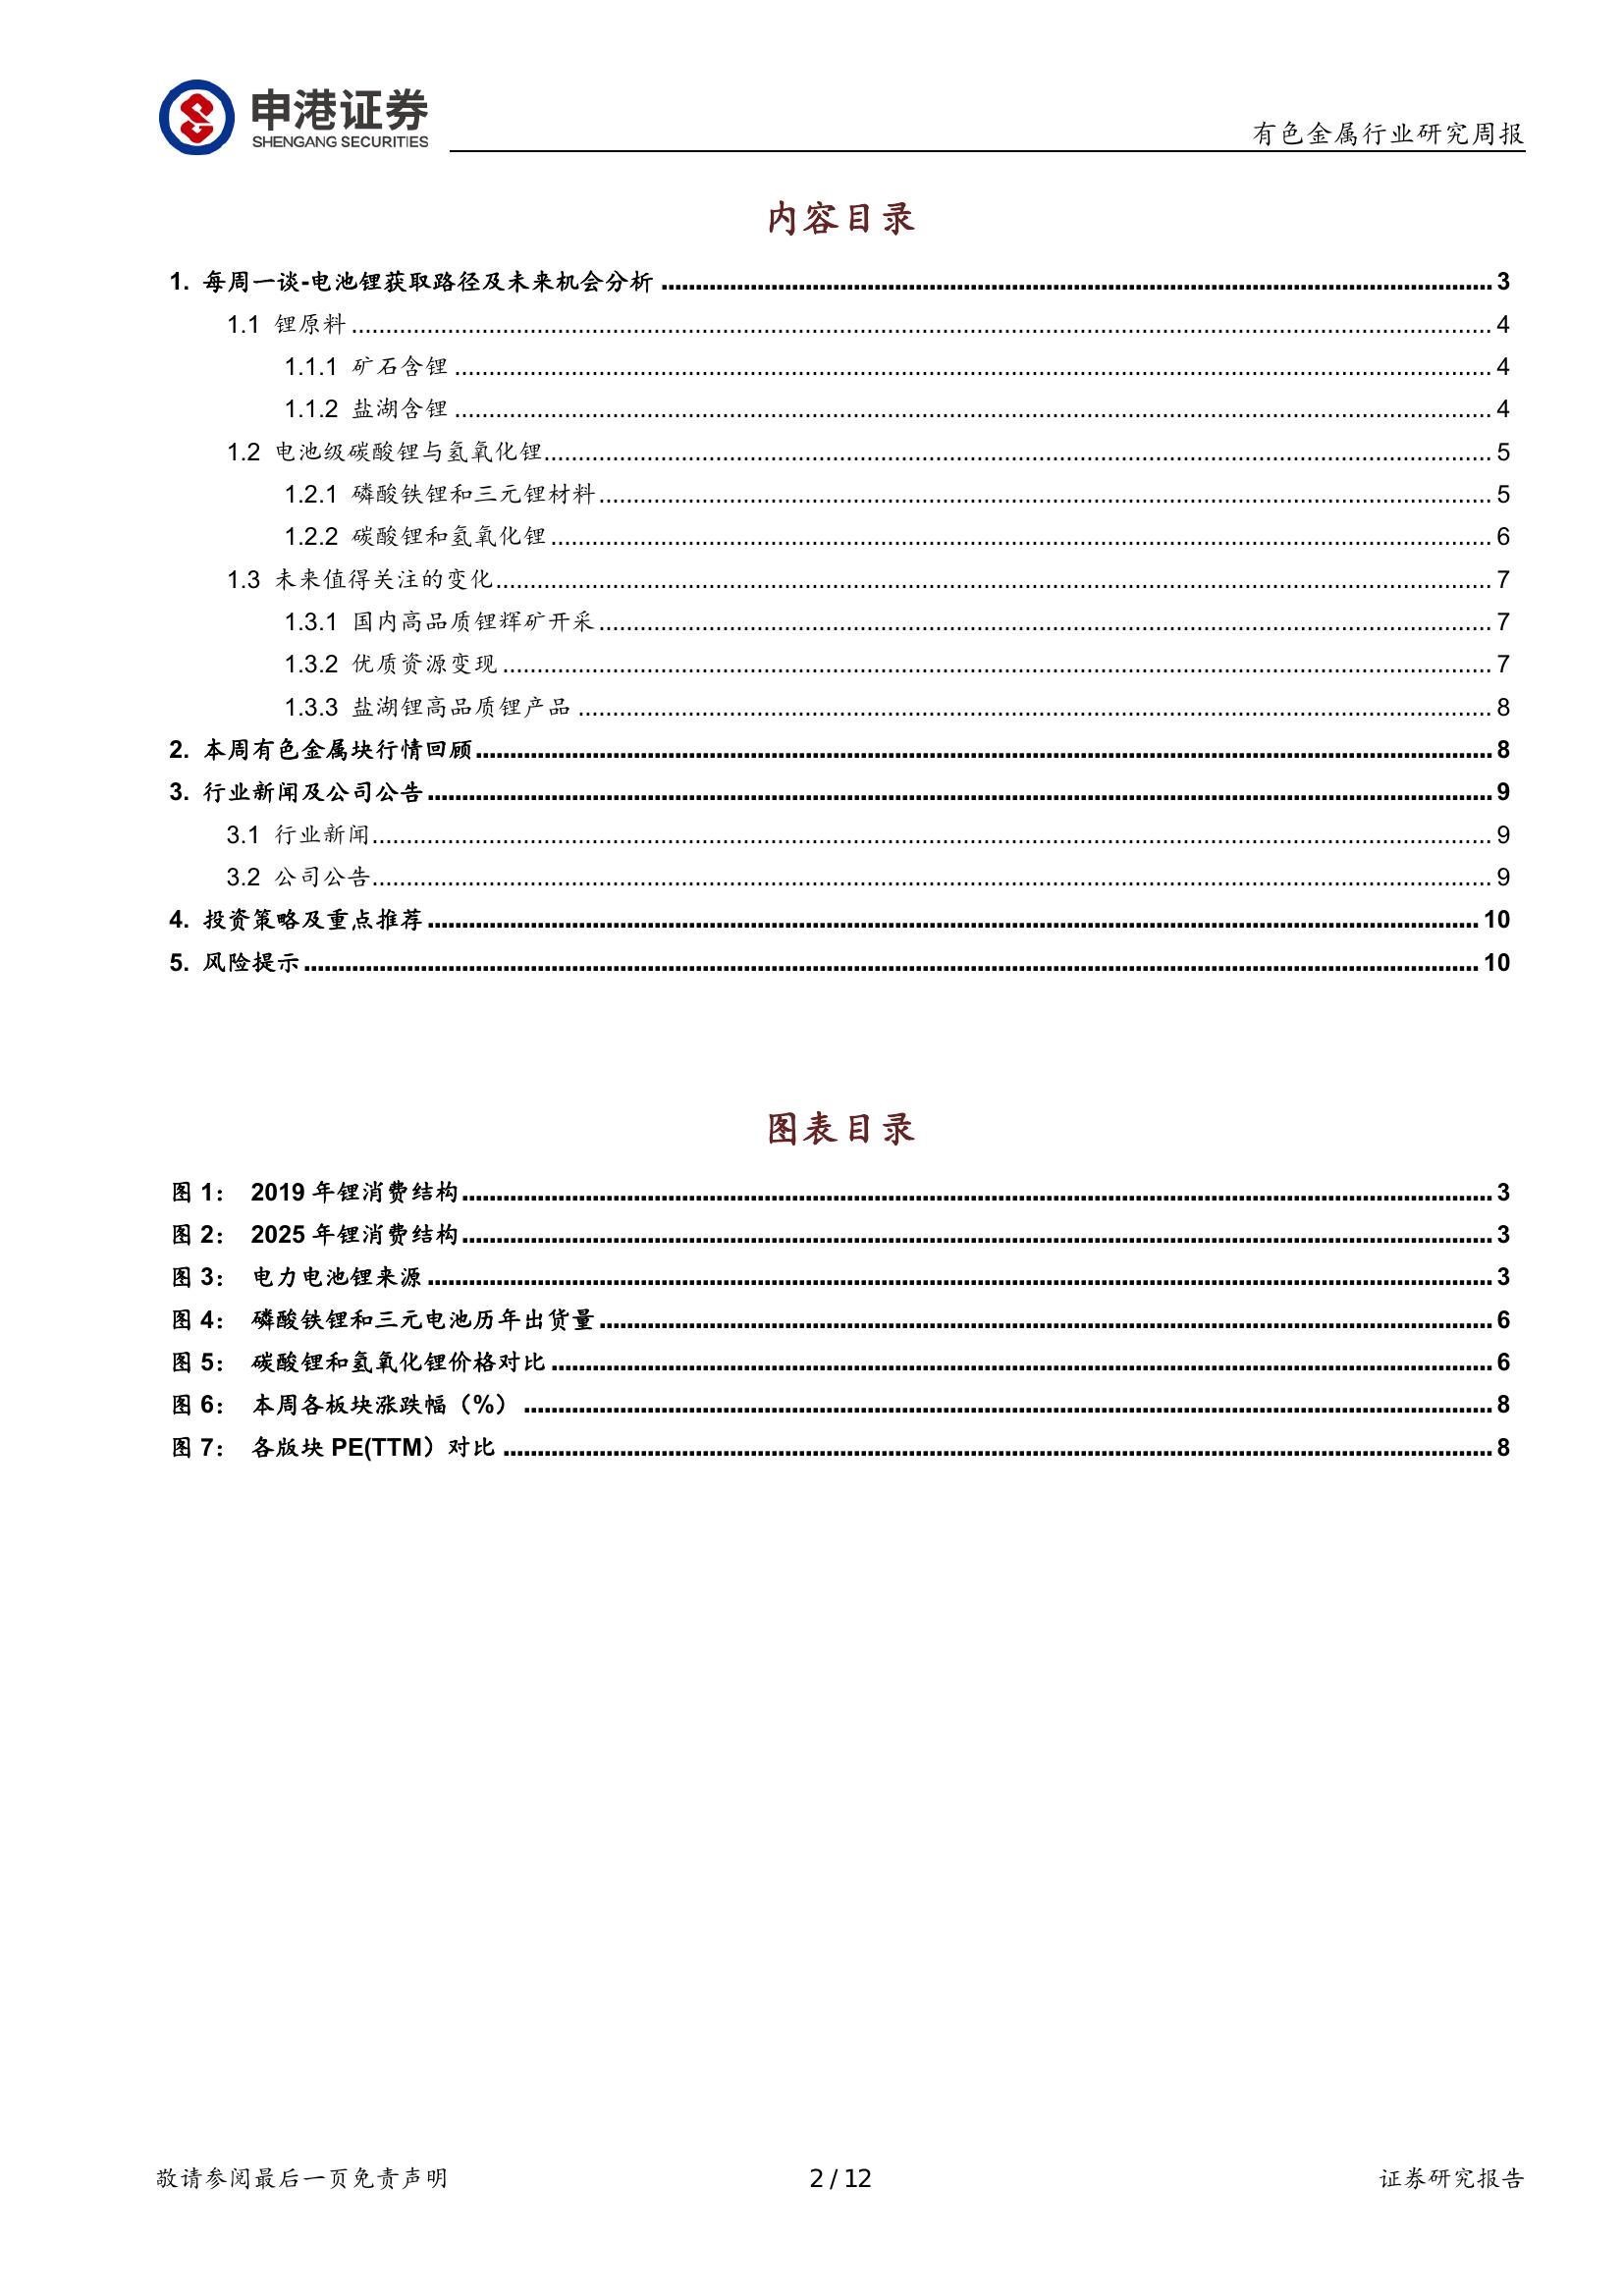 申港证券
SHENGANG SECURITIES
有色金属行业研究周报
内容目录
1. 每周一谈-电池锂获取路径及未来机会分析 3
1.1 锂原料 4
1.1.1 矿石含锂 4
1.1.2 盐湖含锂 4
1.2 电池级碳酸锂与氢氧化锂 5
1.2.1 磷酸铁锂和三元锂材料 5
1.2.2 碳酸锂和氢氧化锂 6
1.3 未来值得关注的变化 7
1.3.1 国内高品质锂辉矿开采 7
1.3.2 优质资源变现 7
1.3.3 盐湖锂高品质锂产品 8
2. 本周有色金属块行情回顾 8
3. 行业新闻及公司公告 9
3.1 行业新闻 9
3.2 公司公告 9
4. 投资策略及重点推荐 10
5. 风险提示 10
图表目录
图 1： 2019 年锂消费结构 3
图 2： 2025 年锂消费结构 3
图 3： 电力电池锂来源 3
图 4： 磷酸铁锂和三元电池历年出货量 6
图 5： 碳酸锂和氢氧化锂价格对比 6
图 6： 本周各板块涨跌幅（%） 8
图 7： 各版块 PE(TTM）对比 8
敬请参阅最后一页免责声明
2 / 12
证券研究报告